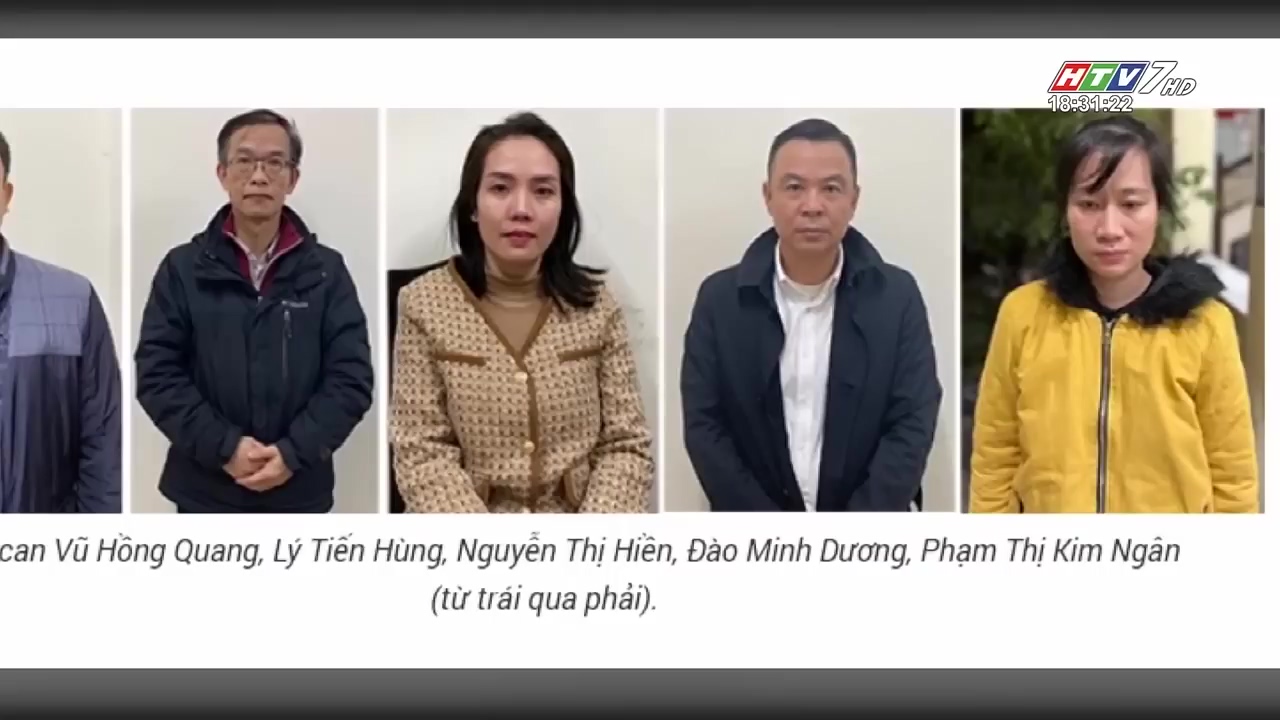 HTV7HD
18:31:22
can Vũ Hồng Quang, Lý Tiến Hùng, Nguyễn Thị Hiền, Đào Minh Dương, Phạm Thị Kim Ngân
(từ trái qua phải).